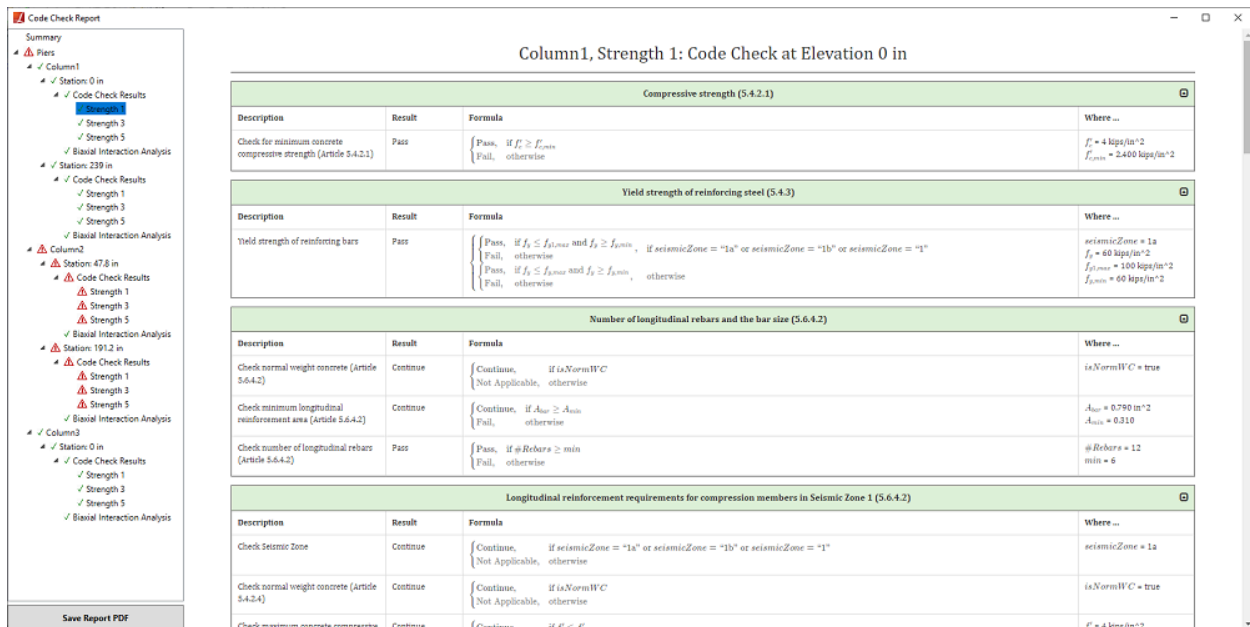 Code Check Report
Summary
Piers
Column1
Station: 0 in
Code Check Results
Strength 1
Strength 3
Strength 5
Biaxial Interaction Analysis
Station: 239 in
Code Check Results
Strength 1
Strength 3
Strength 5
Biaxial Interaction Analysis
Column2
Station: 47.8 in
Code Check Results
Strength 1
Strength 3
Strength 5
Biaxial Interaction Analysis
Station: 191.2 in
Code Check Results
Strength 1
Strength 3
Strength 5
Biaxial Interaction Analysis
Column3
Station: 0 in
Code Check Results
Strength 1
Strength 3
Strength 5
Biaxial Interaction Analysis
Save Report PDF
Column1, Strength 1: Code Check at Elevation 0 in
Compressive strength (5.4.2.1)
Description Result Formula Where ...
Check for minimum concrete
compressive strength (Article 5.4.2.1)
Pass
Pass, if f'c ≥ f'c,min
Fail, otherwise
f'c = 4 kips/in^2
f'c,min = 2.400 kips/in^2
Yield strength of reinforcing steel (5.4.3)
Description Result Formula Where ...
Yield strength of reinforcing bars
Pass
Pass, if fy ≤ fy1,max and fy ≥ fy,min, if seismicZone = "1a" or seismicZone = "1b" or seismicZone = "1"
Fail, otherwise
Pass, if fy ≤ fy,max and fy ≥ fy,min, otherwise
Fail, otherwise
seismicZone = 1a
fy = 60 kips/in^2
fy1,max = 100 kips/in^2
fy,min = 60 kips/in^2
Number of longitudinal rebars and the bar size (5.6.4.2)
Description Result Formula Where ...
Check normal weight concrete (Article
5.6.4.2)
Continue
Continue, if isNormWC
Not Applicable, otherwise
isNormWC = true
Check minimum longitudinal
reinforcement area (Article 5.6.4.2)
Continue
Continue, if Abar ≥ Amin
Fail, otherwise
Abar = 0.790 in^2
Amin = 0.310
Check number of longitudinal rebars
(Article 5.6.4.2)
Pass
Pass, if #Rebars ≥ min
Fail, otherwise
#Rebars = 12
min = 6
Longitudinal reinforcement requirements for compression members in Seismic Zone 1 (5.6.4.2)
Description Result Formula Where ...
Check Seismic Zone
Continue
Continue, if seismicZone = "1a" or seismicZone = "1b" or seismicZone = "1"
Not Applicable, otherwise
seismicZone = 1a
Check normal weight concrete (Article
5.4.2.4)
Continue
Continue, if isNormWC
Not Applicable, otherwise
isNormWC = true
Check maximum concrete compressive
Continue
Continue,
f'c = 4 kips/in^2